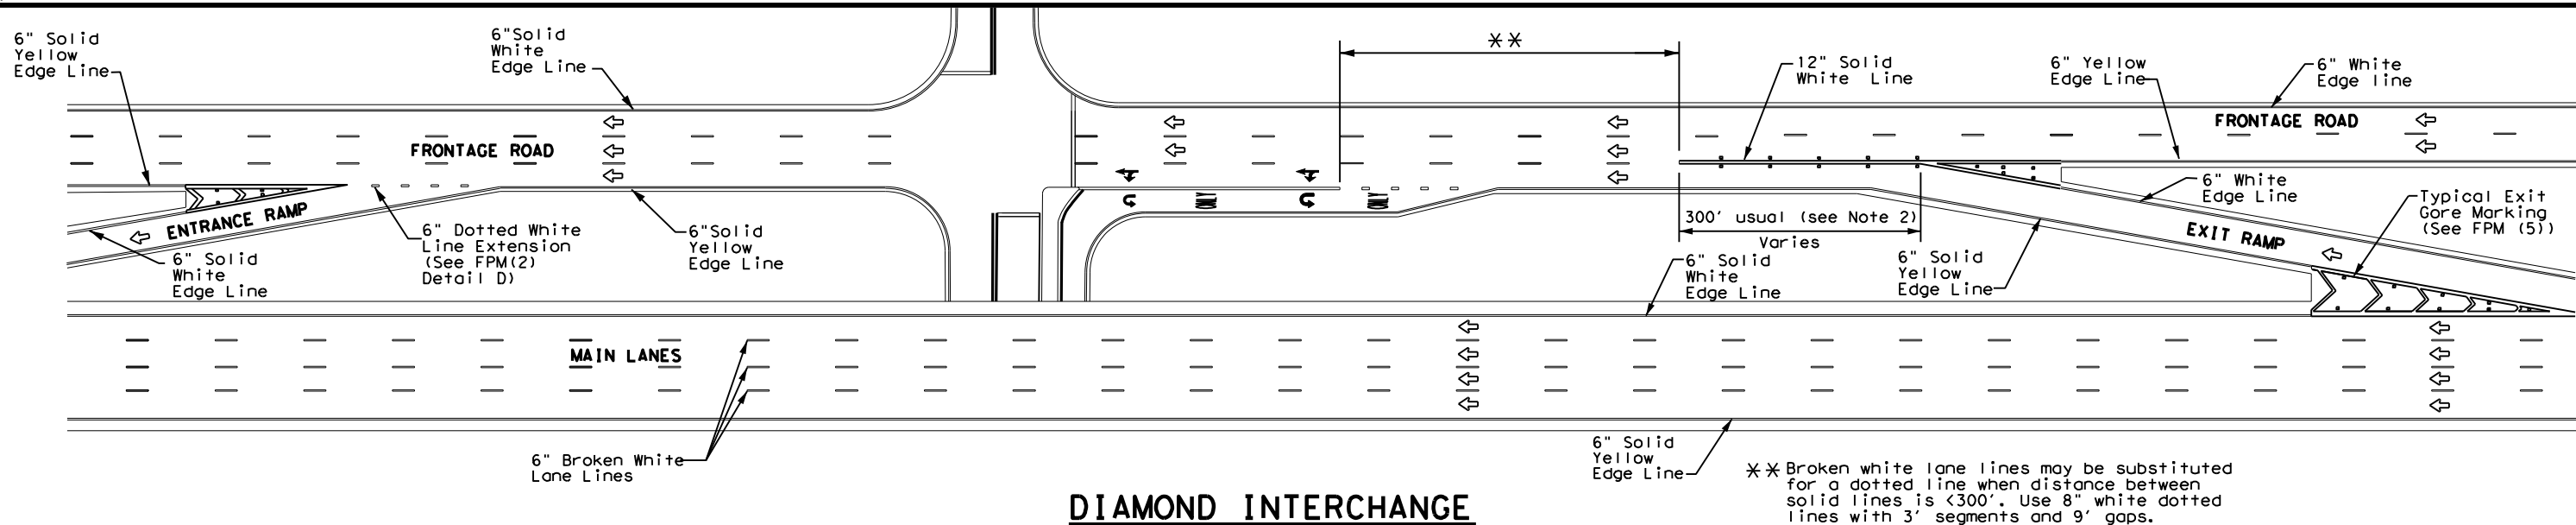 6" Solid
Yellow
Edge Line
6"Solid
White
Edge Line
**
12" Solid
White Line
6" Yellow
Edge Line
6" White
Edge line
FRONTAGE ROAD
FRONTAGE ROAD
ENTRANCE RAMP
6" Solid
White
Edge Line
6" Dotted White
Line Extension
(See FPM(2)
Detail D)
6"Solid
Yellow
Edge Line
ONLY
ONLY
300' usual (see Note 2)
Varies
6" Solid
White
Edge Line
6" Solid
Yellow
Edge Line
6" White
Edge Line
EXIT RAMP
Typical Exit
Gore Marking
(See FPM (5))
MAIN LANES
6" Broken White
Lane Lines
6" Solid
Yellow
Edge Line
** Broken white lane lines may be substituted
for a dotted line when distance between
solid lines is <300'. Use 8" white dotted
lines with 3' segments and 9' gaps.
DIAMOND INTERCHANGE